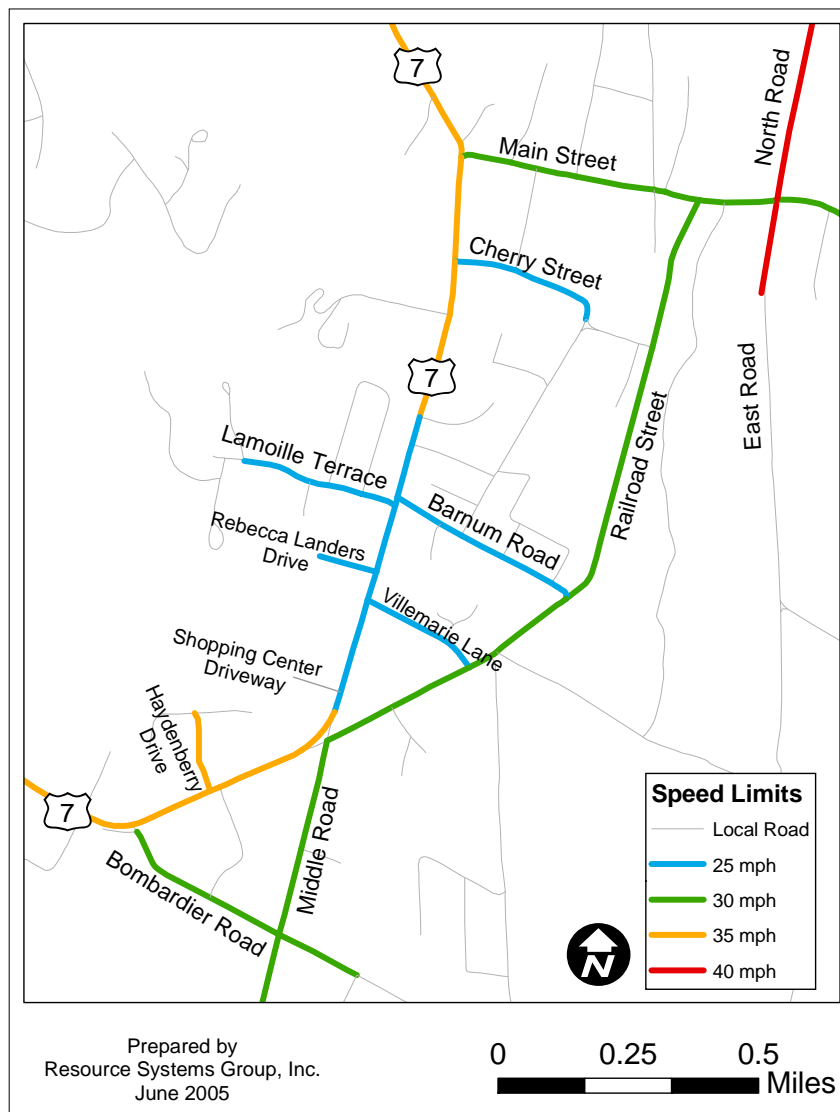 7
North Road
Main Street
Cherry Street
7
East Road
Railroad Street
Lamoille Terrace
Barnum Road
Rebecca Landers
Drive
Villemarie Lane
Shopping Center
Driveway
Haydenberry
Drive
7
Middle Road
Bombardier Road
Speed Limits
Local Road
25 mph
30 mph
35 mph
40 mph
N
Prepared by
Resource Systems Group, Inc.
June 2005
0 0.25 0.5
Miles